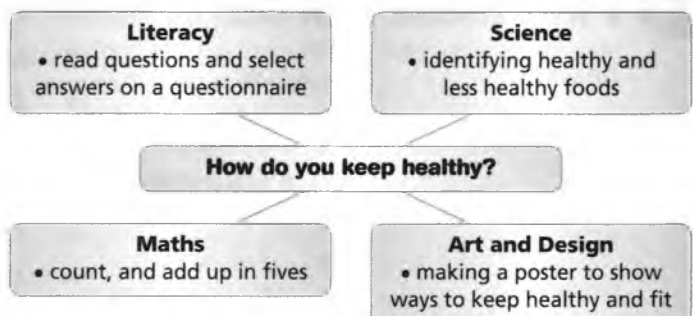 Literacy
• read questions and select
answers on a questionnaire
Science
• identifying healthy and
less healthy foods
How do you keep healthy?
Maths
• count, and add up in fives
Art and Design
• making a poster to show
ways to keep healthy and fit